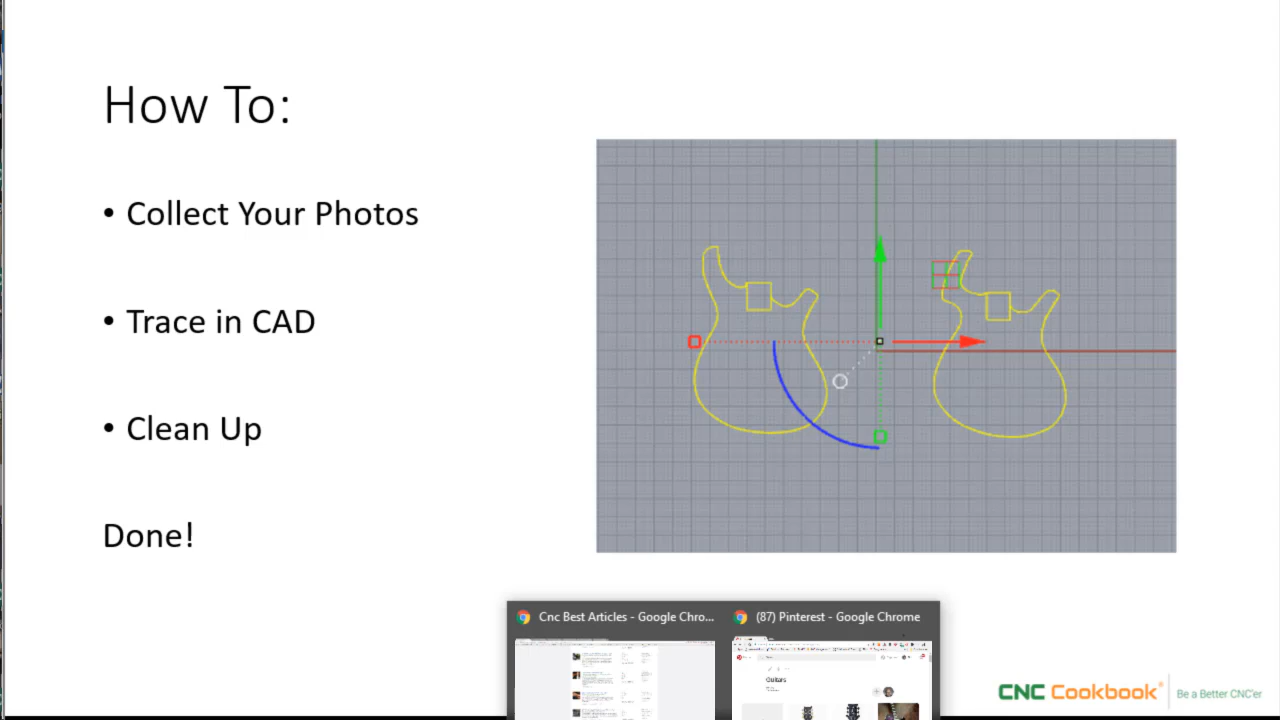 How To:
• Collect Your Photos
• Trace in CAD
• Clean Up
Done!
Cnc Best Articles - Google Chro...
(87) Pinterest - Google Chrome
Guitars
CNC Cookbook®
Be a Better CNC'er